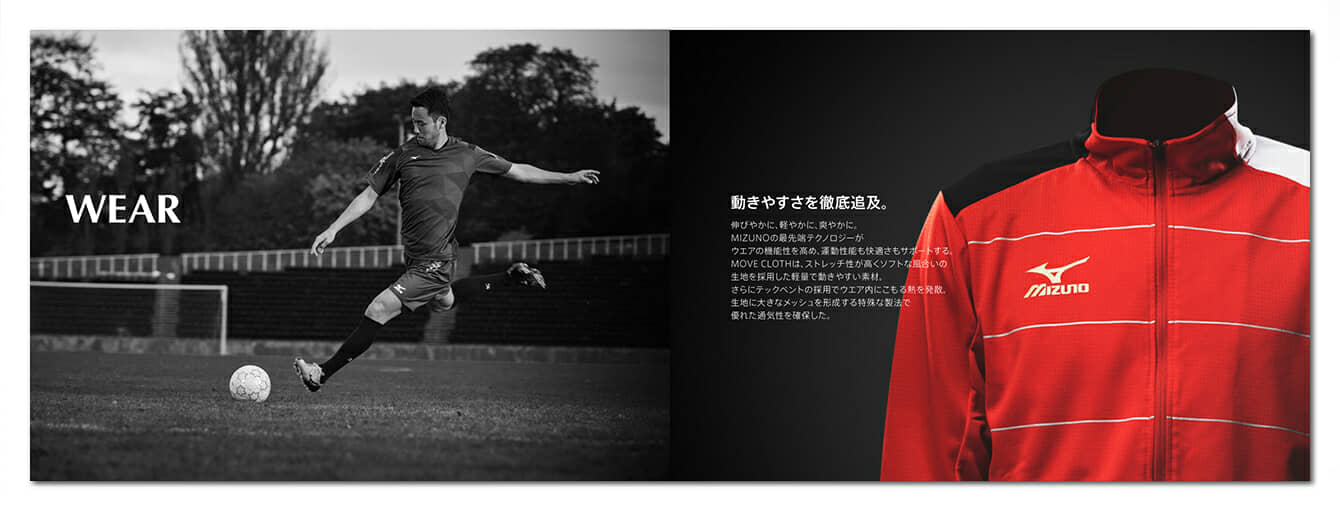 WEAR
動きやすさを徹底追及。
伸びやかに、軽やかに、爽やかに。
MIZUNOの最先端テクノロジーが
ウエアの機能性を高め、運動性能も快適さもサポートする。
MOVE CLOTHは、ストレッチ性が高くソフトな風合いの
生地を採用した軽量で動きやすい素材。
さらにテックベントの採用でウエア内にこもる熱を発散。
生地に大きなメッシュを形成する特殊な製法で
優れた通気性を確保した。
MIZUNO